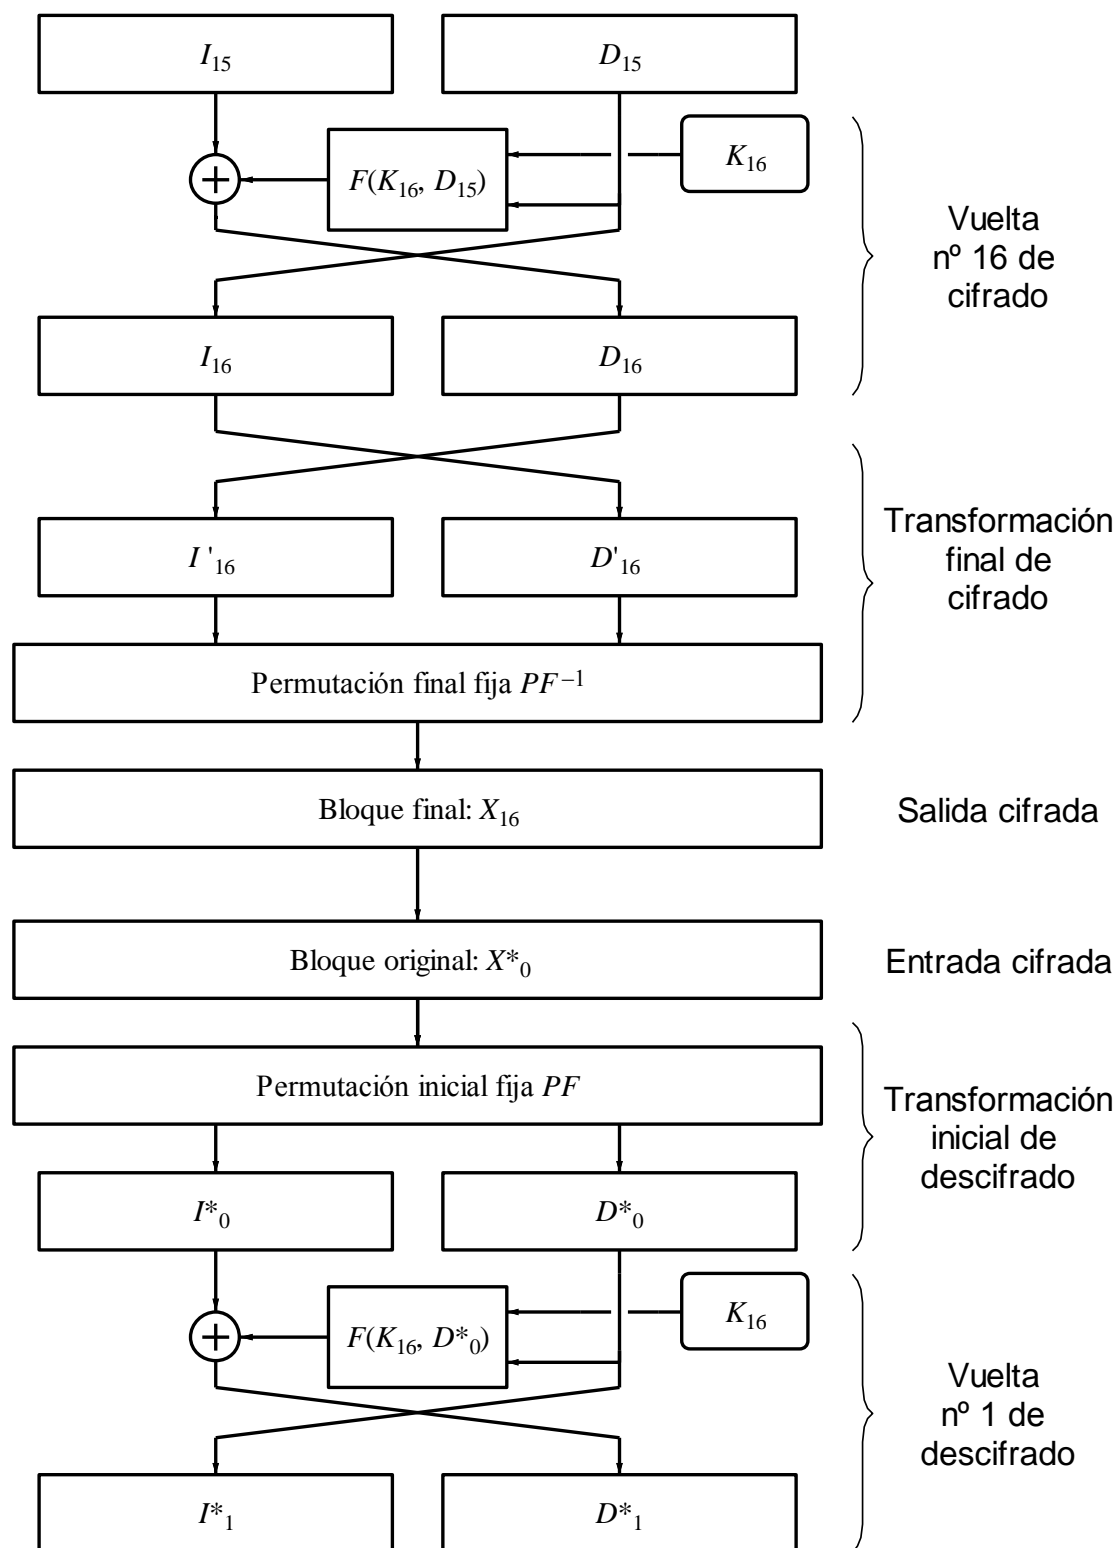 I₁₅
D₁₅
F(K₁₆, D₁₅)
K₁₆
Vuelta
nº 16 de
cifrado
I₁₆
D₁₆
I '₁₆
D'₁₆
Transformación
final de
cifrado
Permutación final fija PF⁻¹
Bloque final: X₁₆
Salida cifrada
Bloque original: X*₀
Entrada cifrada
Permutación inicial fija PF
Transformación
inicial de
descifrado
I*₀
D*₀
F(K₁₆, D*₀)
K₁₆
Vuelta
nº 1 de
descifrado
I*₁
D*₁